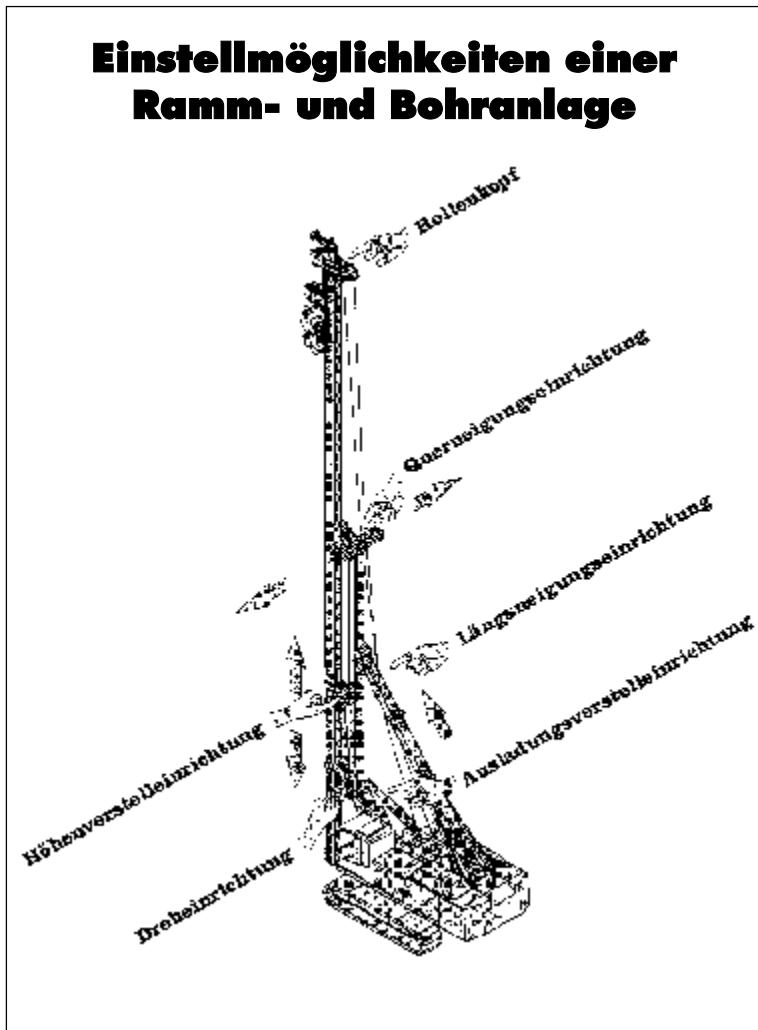 Einstellmöglichkeiten einer
Ramm- und Bohranlage
Rollenkopf
Querneigungseinrichtung
Längsneigungseinrichtung
Ausladungsverstelleinrichtung
Höhenverstelleinrichtung
Dreheinrichtung